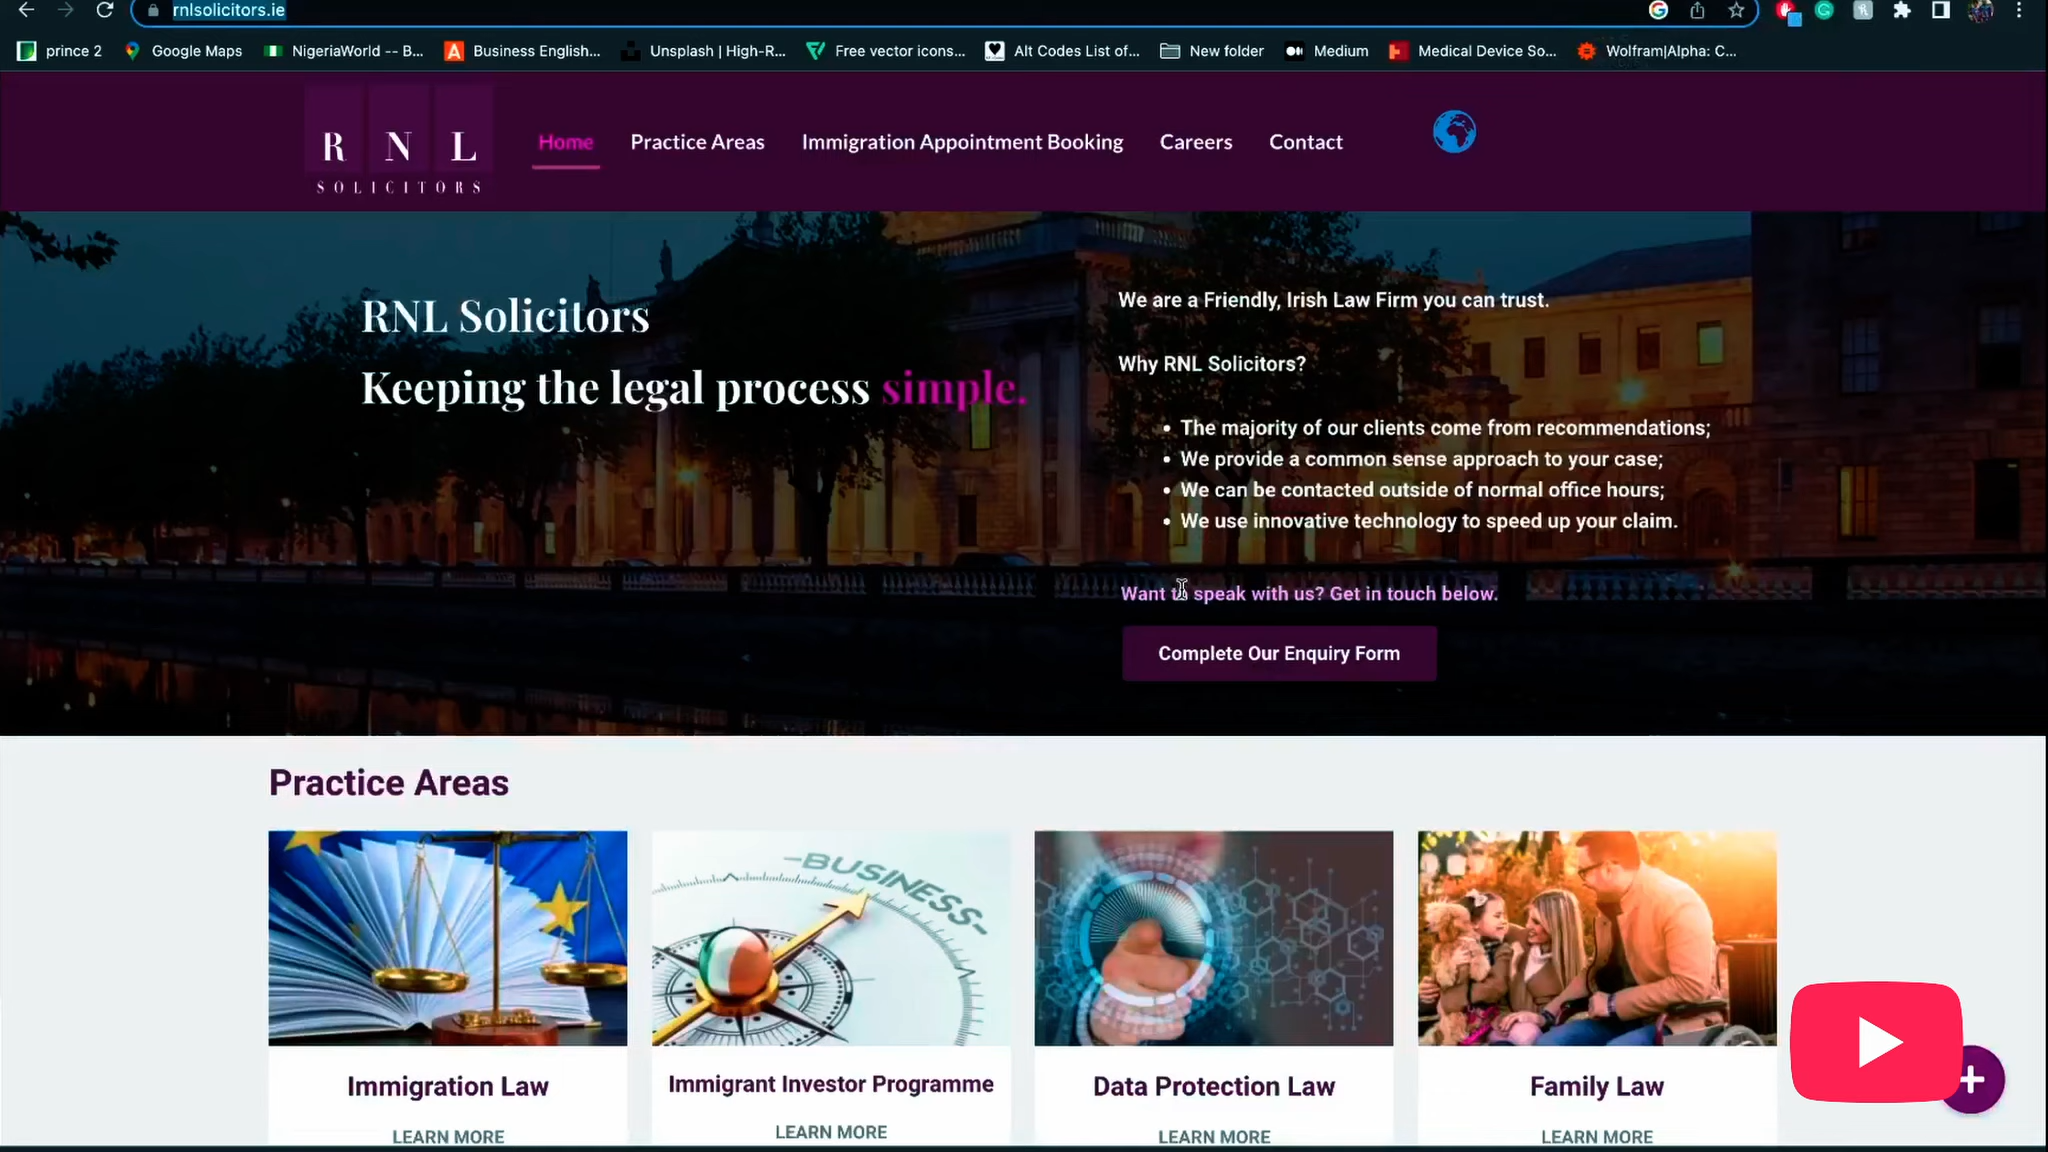 rnlsolicitors.ie
prince 2
Google Maps
NigeriaWorld -- B...
Business English...
Unsplash | High-R...
Free vector icons...
Alt Codes List of...
New folder
Medium
Medical Device So...
Wolfram|Alpha: C...
R N L
SOLICITORS
Home
Practice Areas
Immigration Appointment Booking
Careers
Contact
RNL Solicitors
Keeping the legal process simple.
We are a Friendly, Irish Law Firm you can trust.
Why RNL Solicitors?
• The majority of our clients come from recommendations;
• We provide a common sense approach to your case;
• We can be contacted outside of normal office hours;
• We use innovative technology to speed up your claim.
Want to speak with us? Get in touch below.
Complete Our Enquiry Form
Practice Areas
-BUSINESS-
Immigration Law
Immigrant Investor Programme
Data Protection Law
Family Law
LEARN MORE
LEARN MORE
LEARN MORE
LEARN MORE